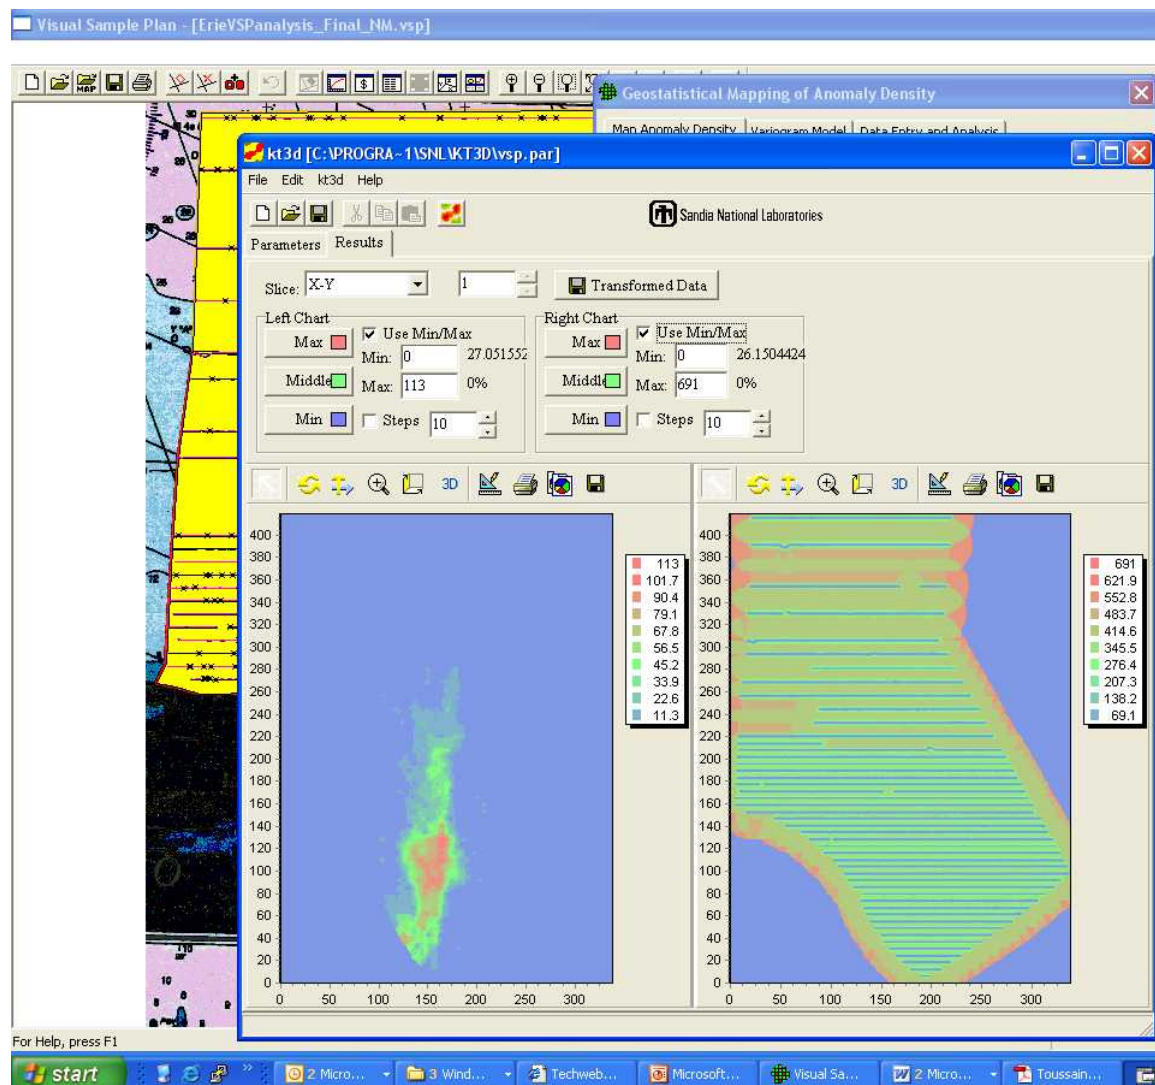 Visual Sample Plan - [ErieVSPanalysis_Final_NM.vsp]
MAP
Geostatistical Mapping of Anomaly Density
Map Anomaly Density Variogram Model Data Entry and Analysis
kt3d [C:\PROGRA~1\SNL\KT3D\vsp.par]
File Edit kt3d Help
Sandia National Laboratories
Parameters Results
Slice: X-Y 1 Transformed Data
Left Chart
Max Use Min/Max
Min: 0 27.051552
Middle Max: 113 0%
Min Steps 10
Right Chart
Max Use Min/Max
Min: 0 26.1504424
Middle Max: 691 0%
Min Steps 10
3D
3D
400
380
360
340
320
300
280
260
240
220
200
180
160
140
120
100
80
60
40
20
0
0 50 100 150 200 250 300
113
101.7
90.4
79.1
67.8
56.5
45.2
33.9
22.6
11.3
400
380
360
340
320
300
280
260
240
220
200
180
160
140
120
100
80
60
40
20
0
0 50 100 150 200 250 300
691
621.9
552.8
483.7
414.6
345.5
276.4
207.3
138.2
69.1
For Help, press F1
start 2 Micro... 3 Wind... Techweb... Microsoft... Visual Sa... 2 Micro... Toussain...